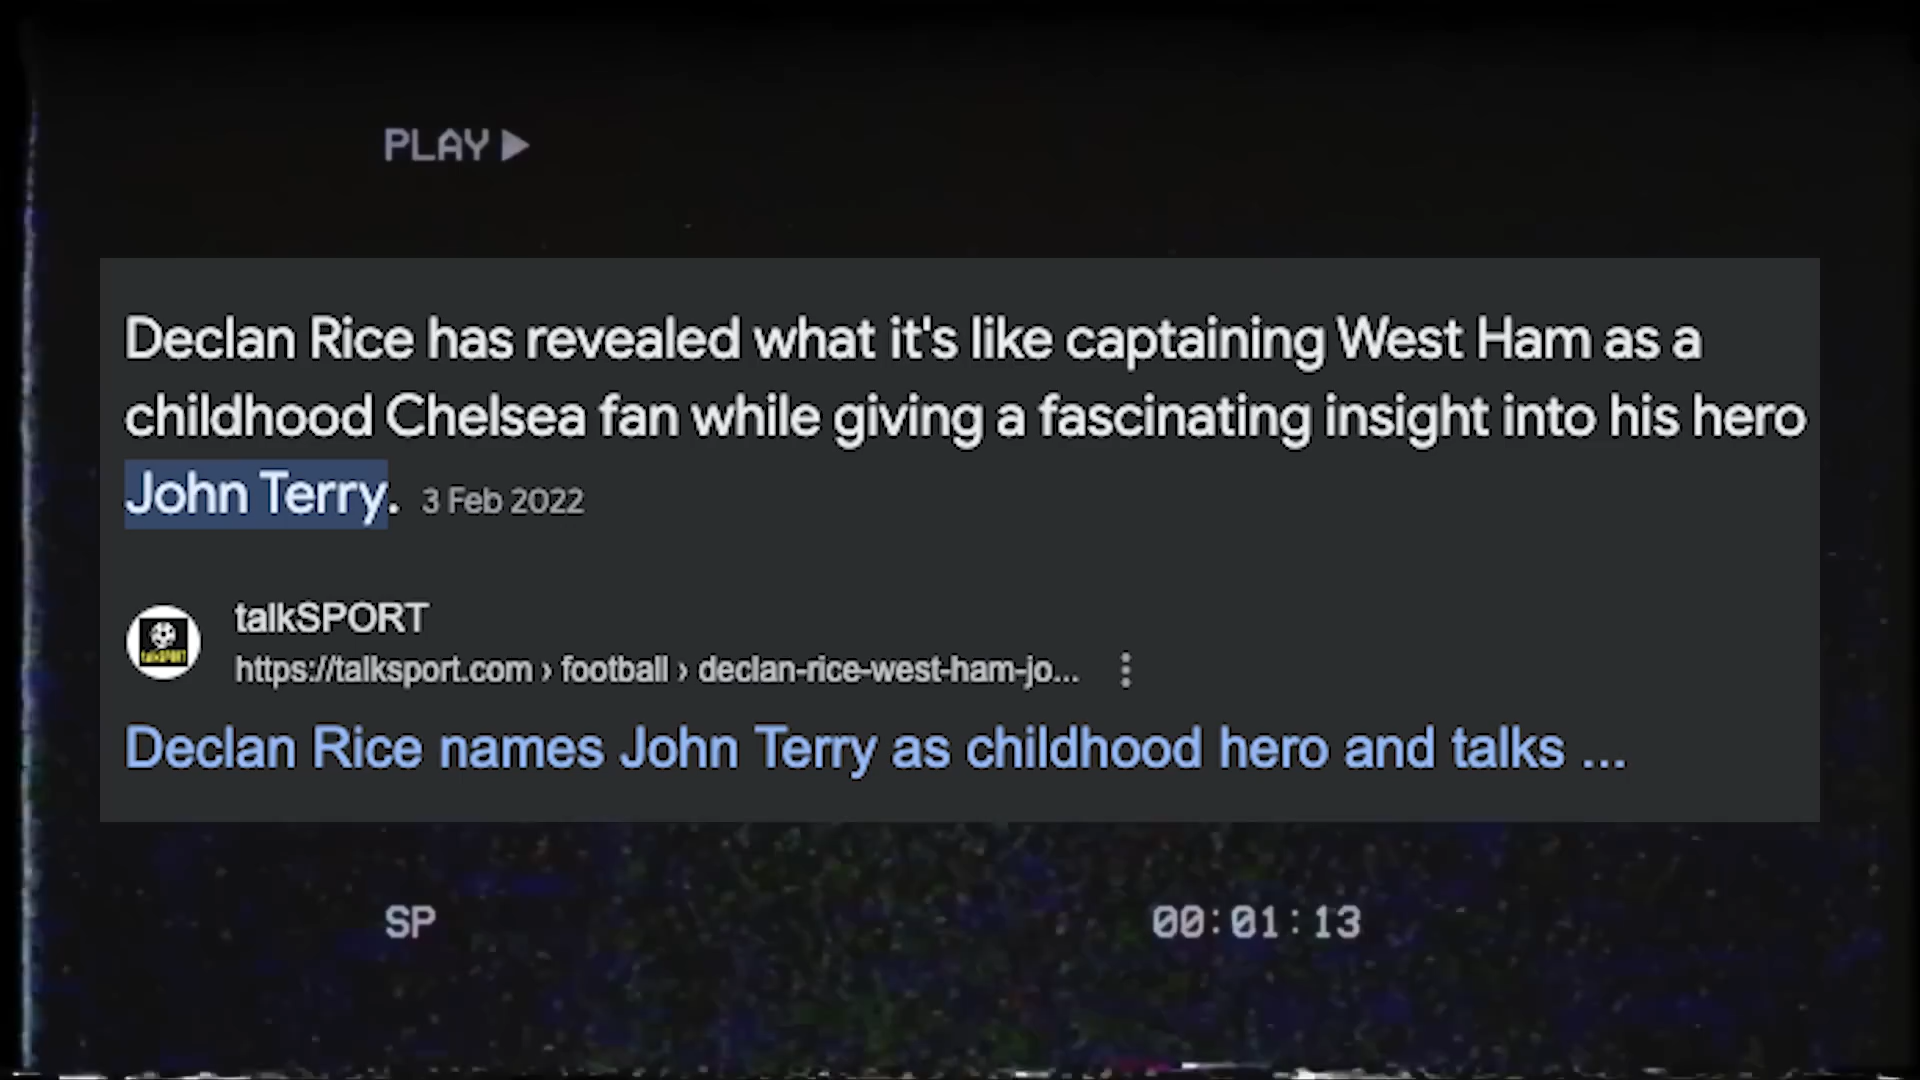 PLAY ▶
Declan Rice has revealed what it's like captaining West Ham as a
childhood Chelsea fan while giving a fascinating insight into his hero
John Terry. 3 Feb 2022
talkSPORT
talkSPORT
https://talksport.com › football › declan-rice-west-ham-jo...
Declan Rice names John Terry as childhood hero and talks ...
SP
00:01:13